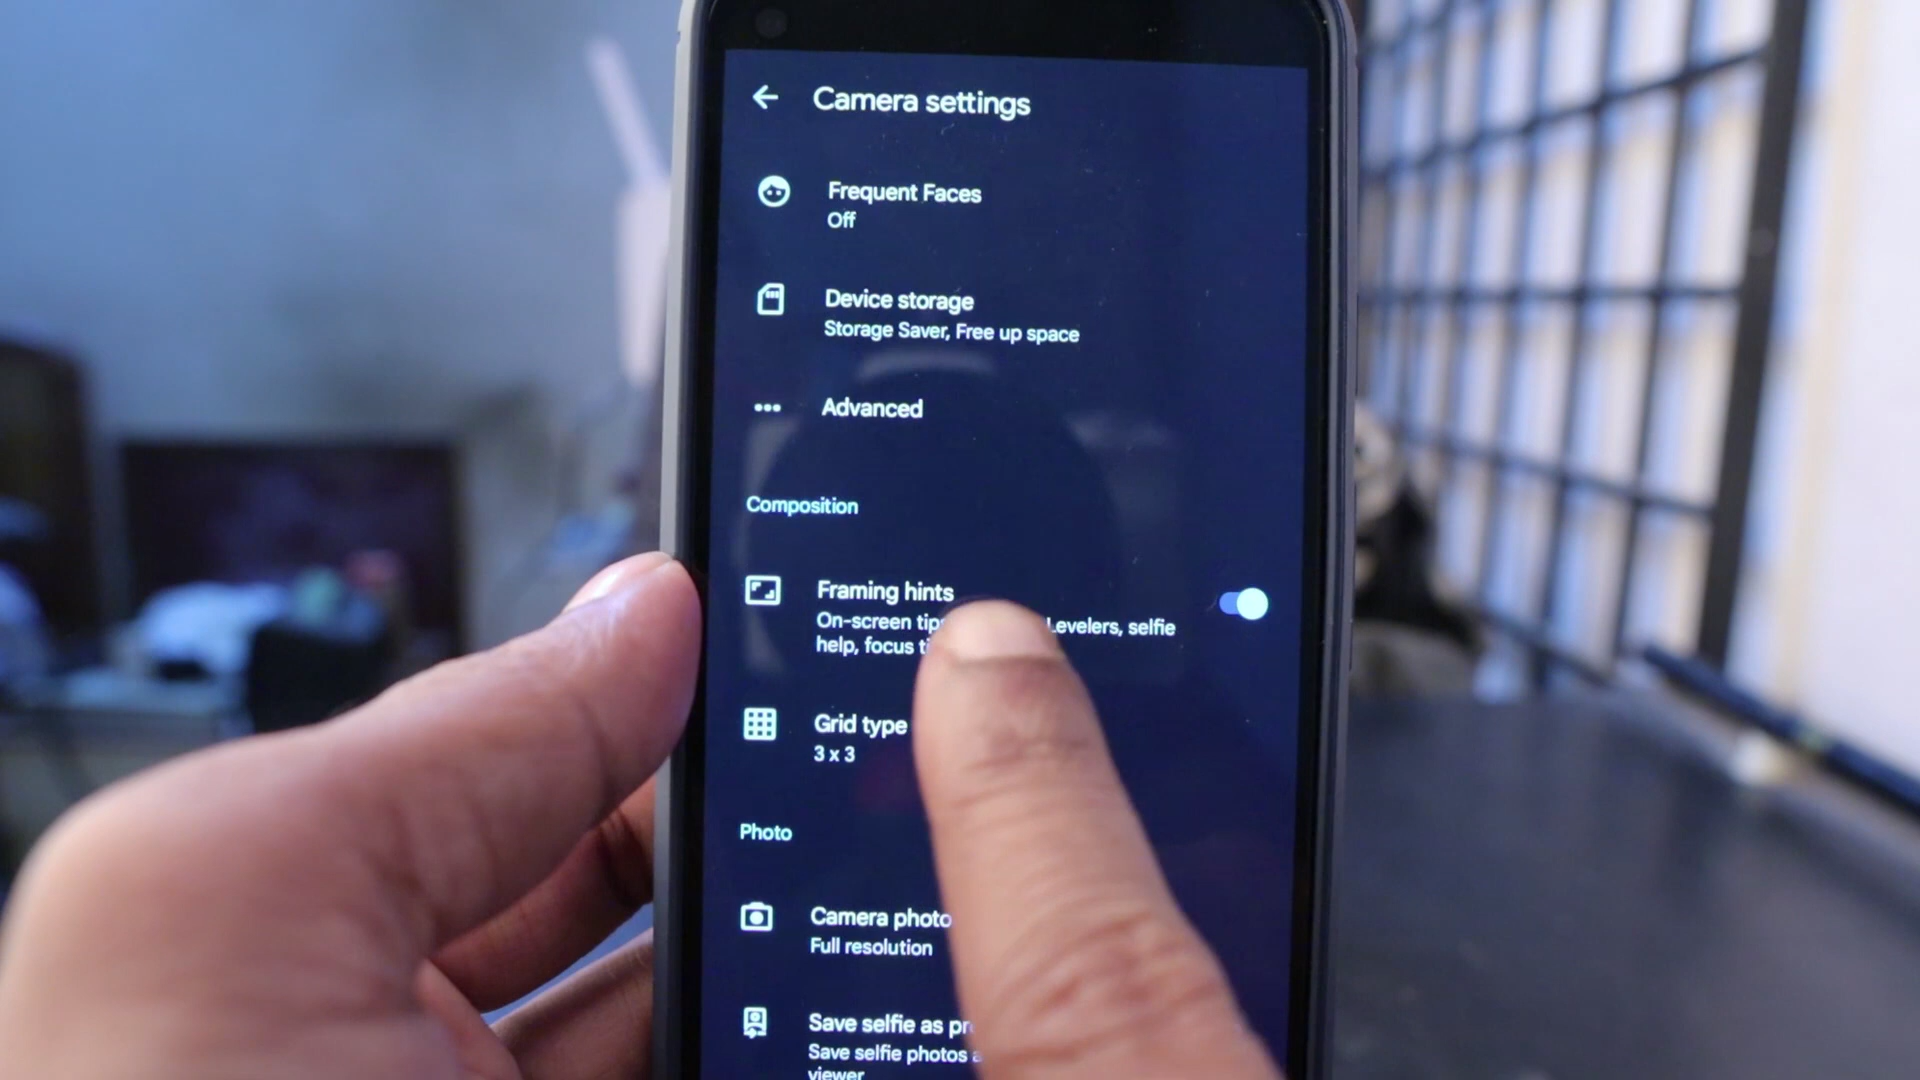 Camera settings
Frequent Faces
Off
Device storage
Storage Saver, Free up space
Advanced
Composition
Framing hints
On-screen Levelers, selfie
help, focus
Grid type
3 x 3
Photo
Camera photo
Full resolution
Save selfie as
Save selfie photos
viewer